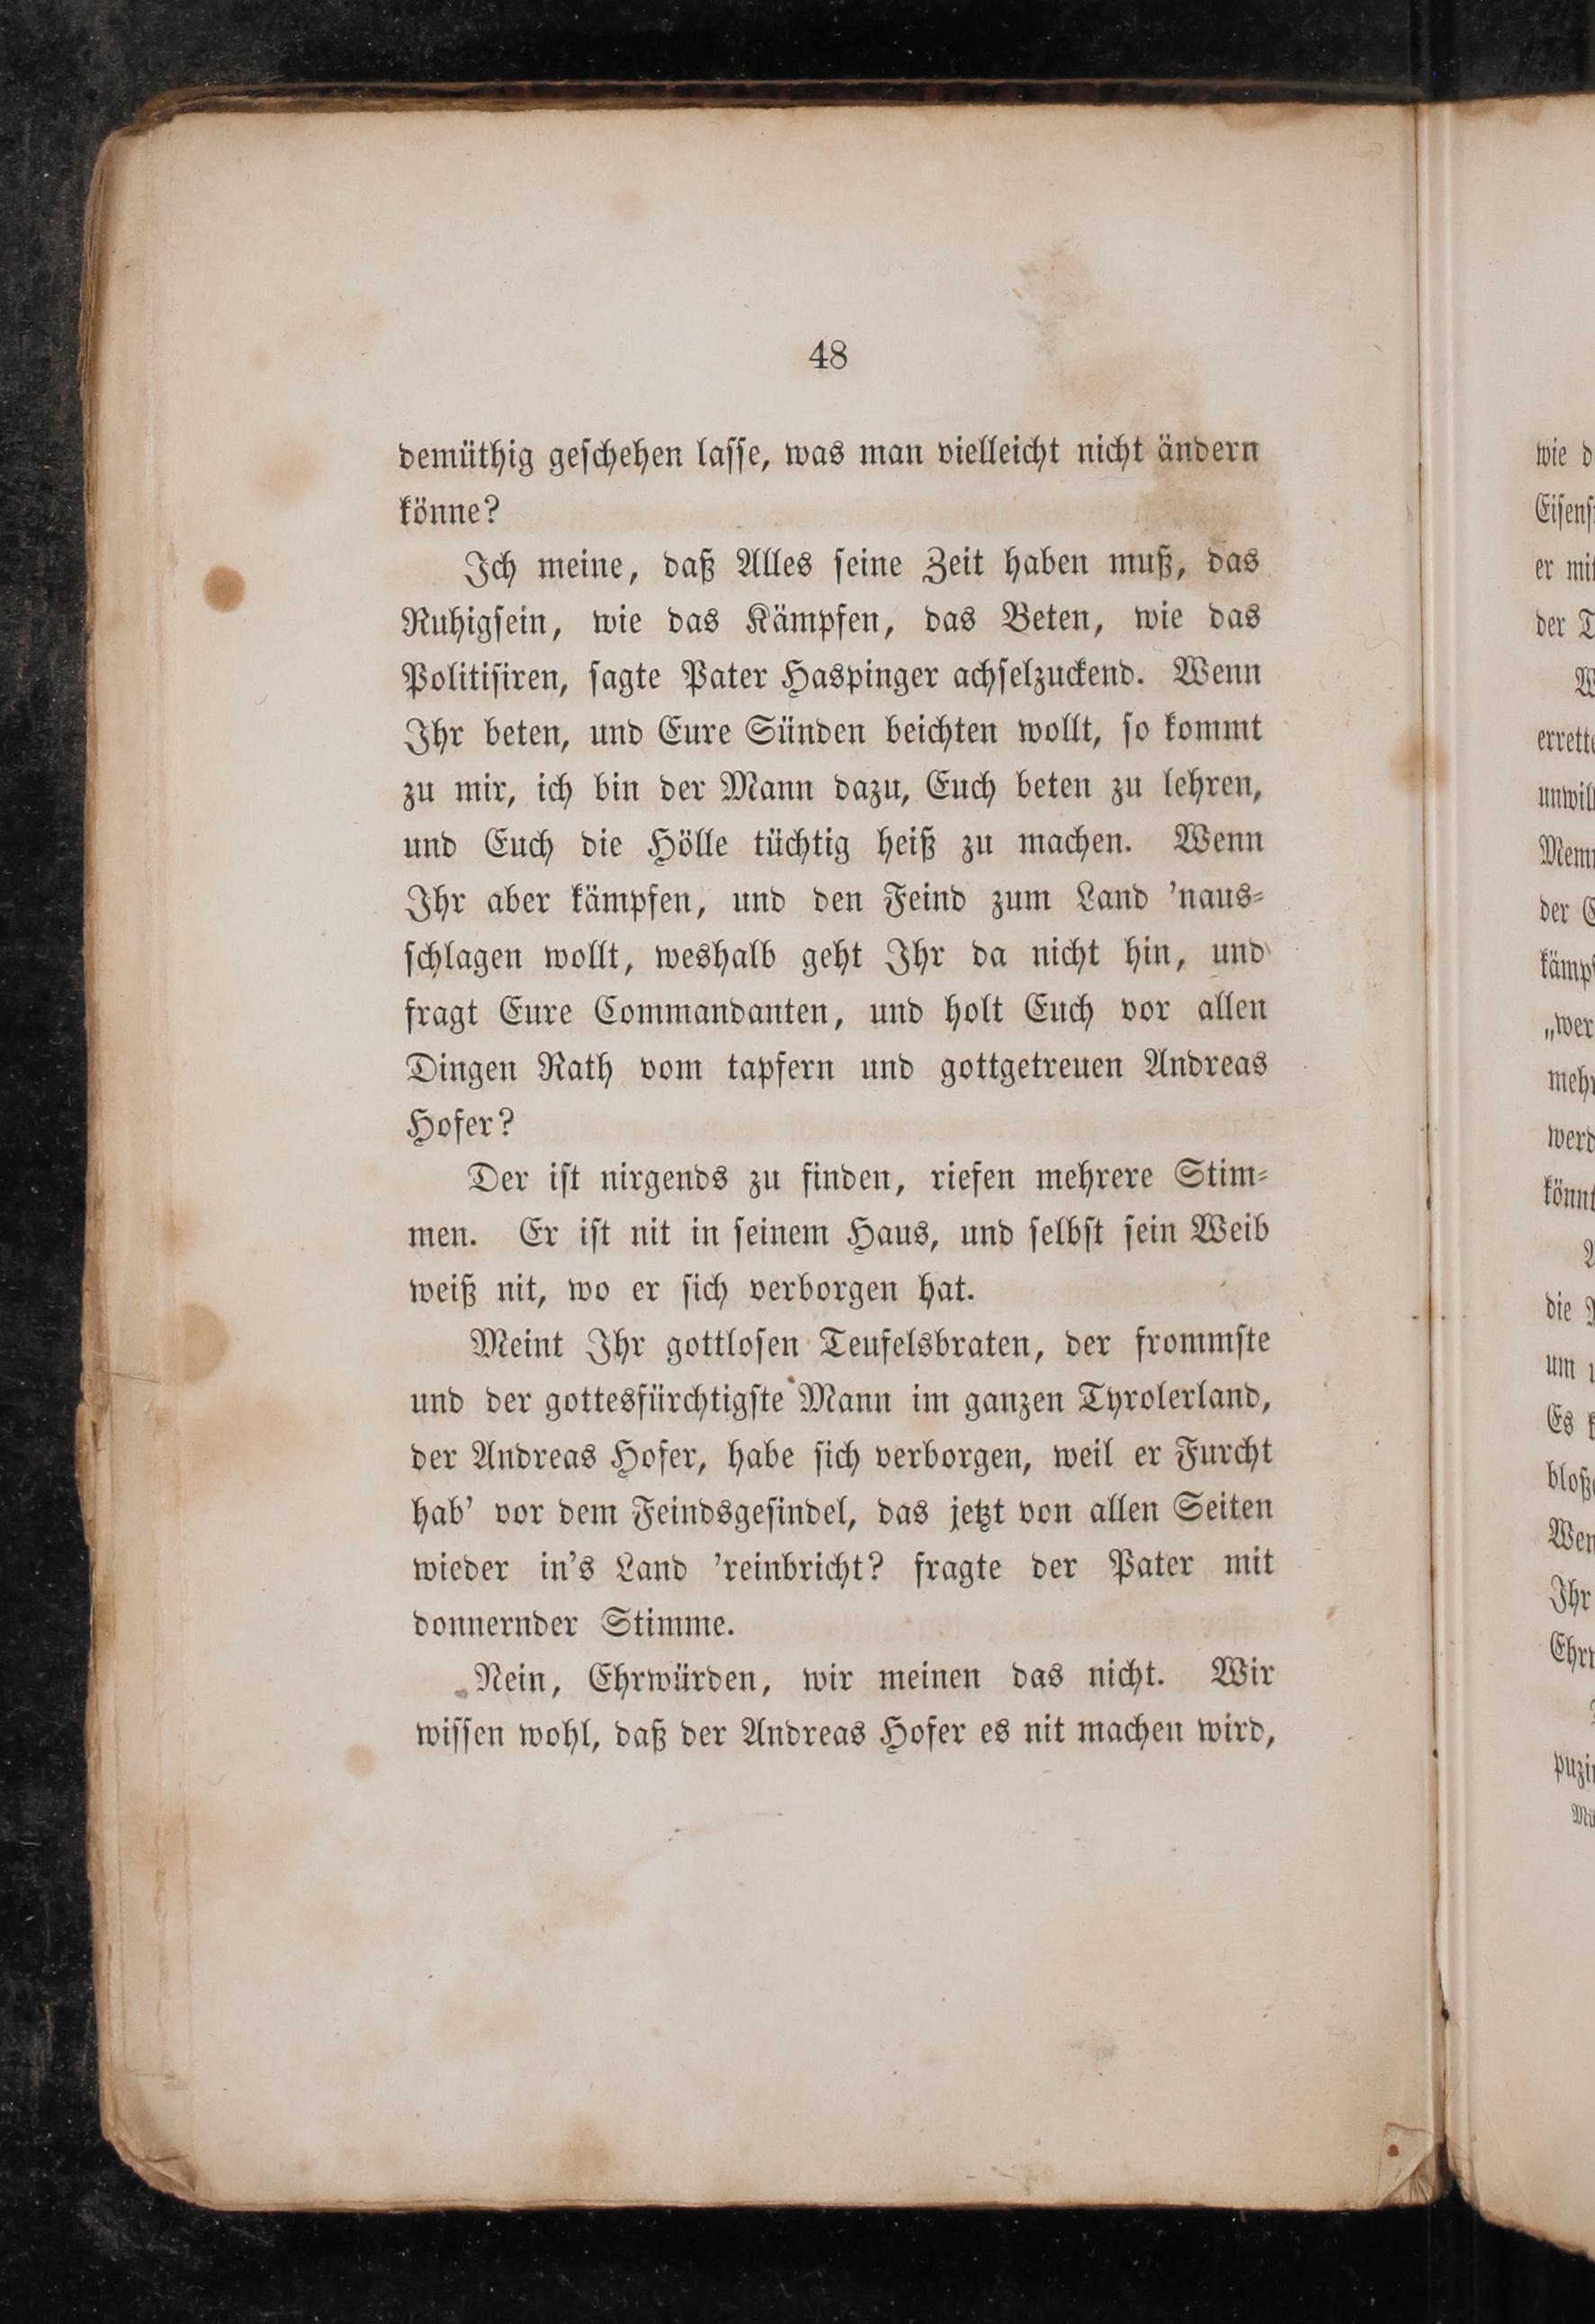 48
demüthig geschehen lasse, was man vielleicht nicht ändern
könne?
Ich meine, daß Alles seine Zeit haben muß, das
Ruhigsein, wie das Kämpfen, das Beten, wie das
Politisiren, sagte Pater Haspinger achselzuckend. Wenn
Ihr beten, und Eure Sünden beichten wollt, so kommt
zu mir, ich bin der Mann dazu, Euch beten zu lehren,
und Euch die Hölle tüchtig heiß zu machen. Wenn
Ihr aber kämpfen, und den Feind zum Land 'naus-
schlagen wollt, weshalb geht Ihr da nicht hin, und
fragt Eure Commandanten, und holt Euch vor allen
Dingen Rath vom tapfern und gottgetreuen Andreas
Hofer?
Der ist nirgends zu finden, riefen mehrere Stim-
men. Er ist nit in seinem Haus, und selbst sein Weib
weiß nit, wo er sich verborgen hat.
Meint Ihr gottlosen Teufelsbraten, der frommste
und der gottesfürchtigste Mann im ganzen Tyrolerland,
der Andreas Hofer, habe sich verborgen, weil er Furcht
hab' vor dem Feindsgesindel, das jetzt von allen Seiten
wieder in's Land 'reinbricht? fragte der Pater mit
donnernder Stimme.
Nein, Ehrwürden, wir meinen das nicht. Wir
wissen wohl, daß der Andreas Hofer es nit machen wird,
wie
er
der
der
die
um
Es
Ihr